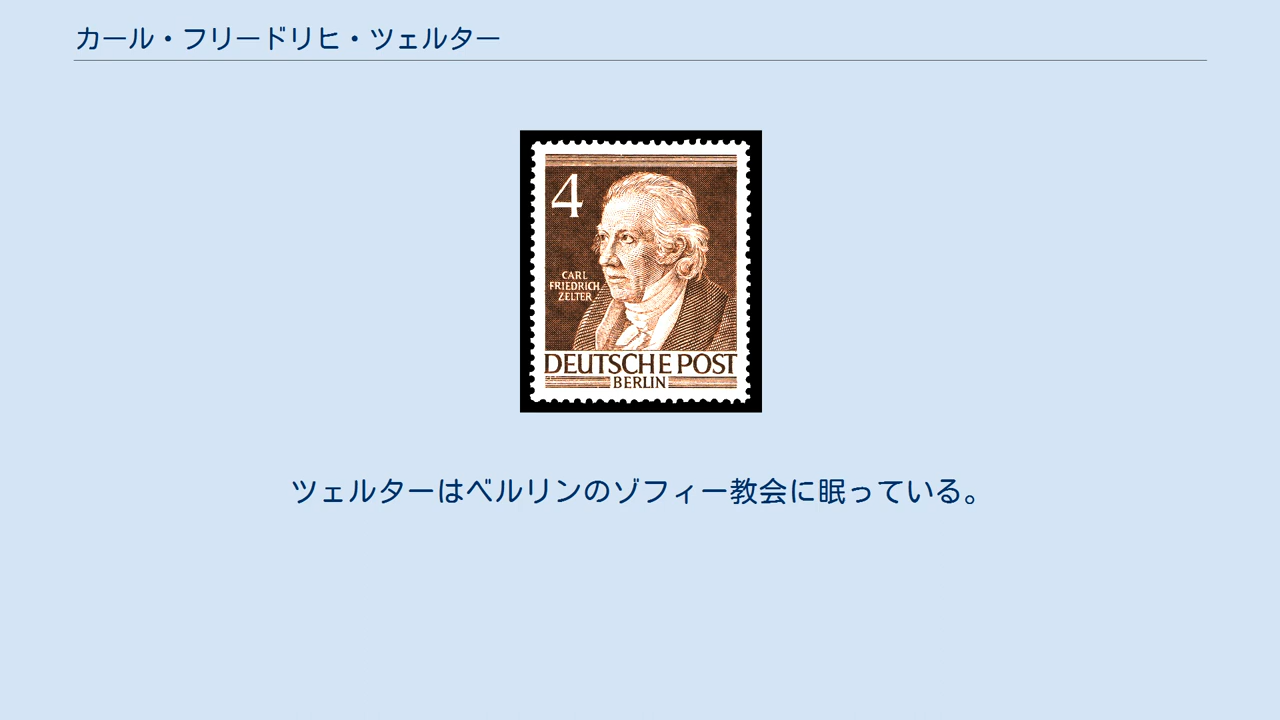 カール・フリードリヒ・ツェルター
4
CARL
FRIEDRICH
ZELTER
DEUTSCHE POST
BERLIN
ツェルターはベルリンのゾフィー教会に眠っている。